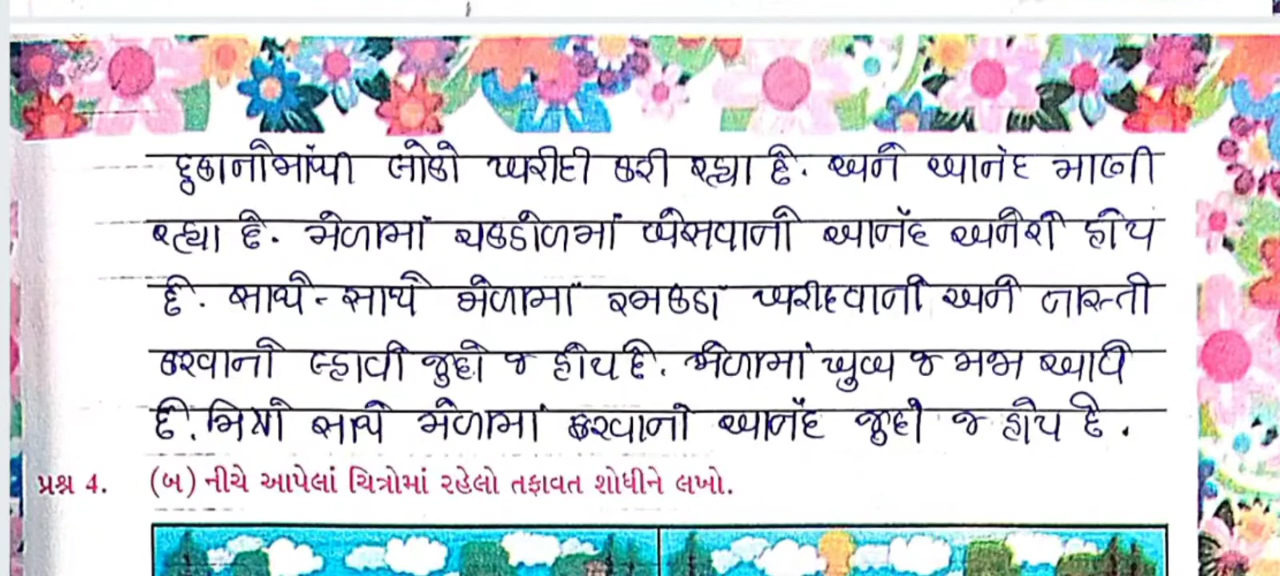 દુકાનોમાંથી લોકો ખરીદી કરી રહ્યા છે. અને આનંદ માણી
રહ્યા છે. મેળામાં ચકડોળમાં બેસવાનો આનંદ અનેરો હોય
છે. સાથે-સાથે મેળામાં રમકડાં ખરીદવાની અને નાસ્તો
કરવાનો લ્હાવો જુદો જ હોય છે. મેળામાં ખુબ જ મજા આવે
છે. મિત્રો સાથે મેળામાં ફરવાનો આનંદ જુદો જ હોય છે.
પ્રશ્ન 4. (બ) નીચે આપેલાં ચિત્રોમાં રહેલો તફાવત શોધીને લખો.